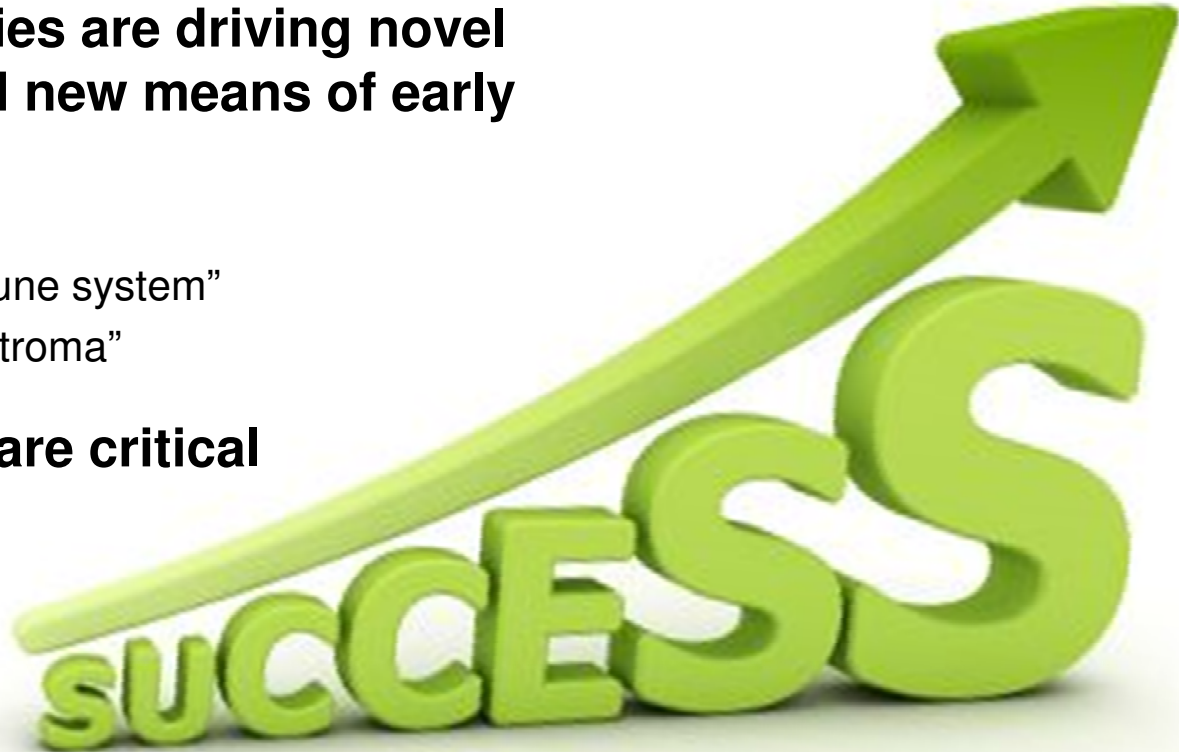 ies are driving novel
new means of early
une system”
troma”
are critical
SUCCESS